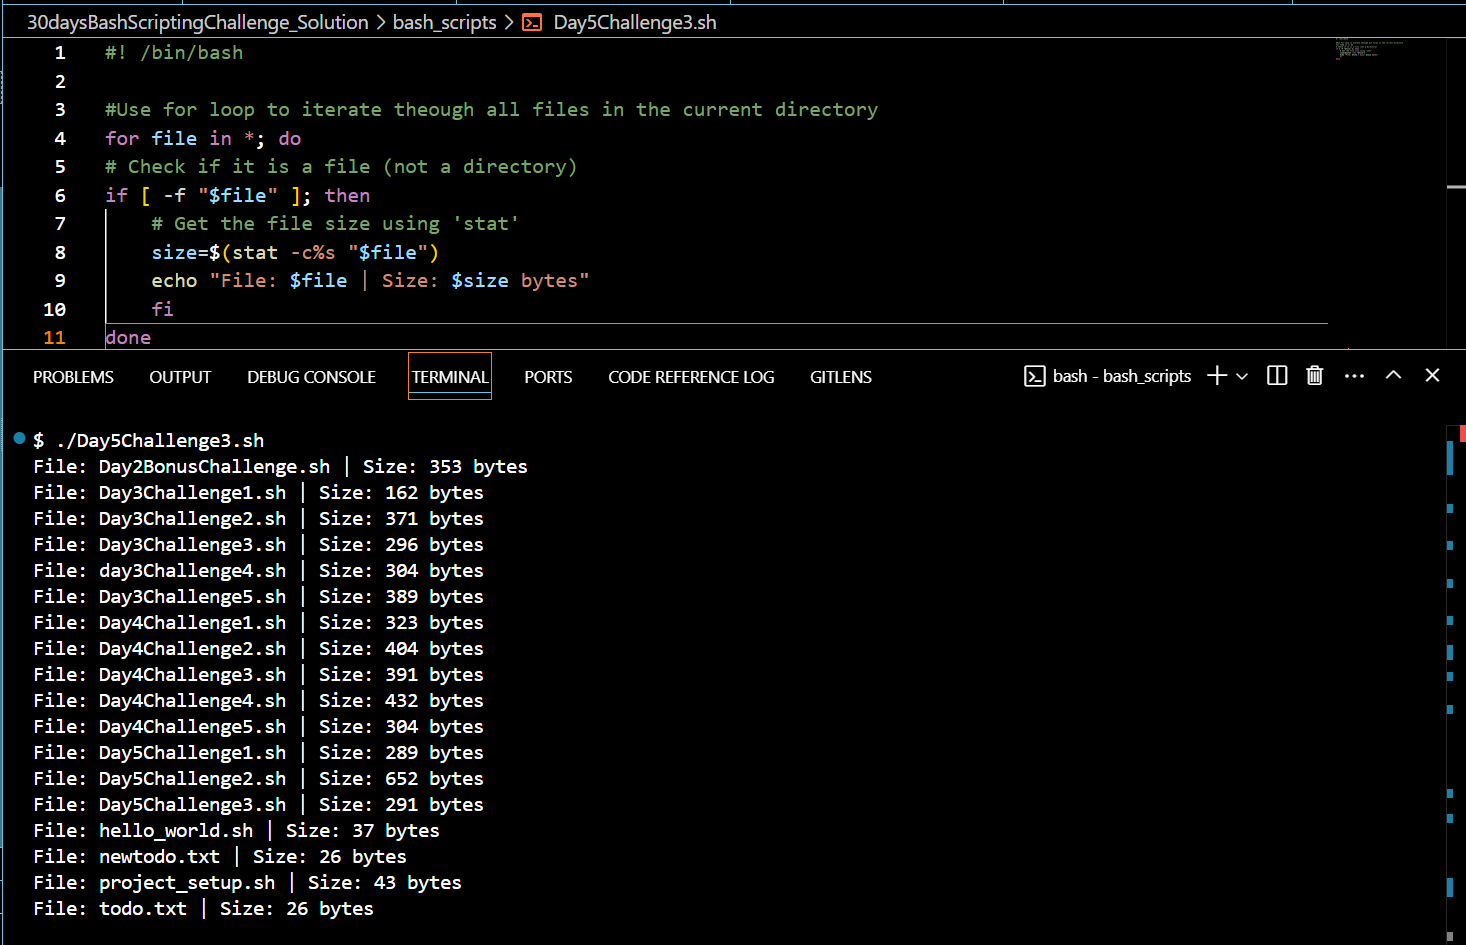 30daysBashScriptingChallenge_Solution > bash_scripts > Day5Challenge3.sh
1 #! /bin/bash
2
3 #Use for loop to iterate theough all files in the current directory
4 for file in *; do
5 # Check if it is a file (not a directory)
6 if [ -f "$file" ]; then
7     # Get the file size using 'stat'
8     size=$(stat -c%s "$file")
9     echo "File: $file | Size: $size bytes"
10     fi
11 done
PROBLEMS OUTPUT DEBUG CONSOLE TERMINAL PORTS CODE REFERENCE LOG GITLENS bash - bash_scripts
$ ./Day5Challenge3.sh
File: Day2BonusChallenge.sh | Size: 353 bytes
File: Day3Challenge1.sh | Size: 162 bytes
File: Day3Challenge2.sh | Size: 371 bytes
File: Day3Challenge3.sh | Size: 296 bytes
File: day3Challenge4.sh | Size: 304 bytes
File: Day3Challenge5.sh | Size: 389 bytes
File: Day4Challenge1.sh | Size: 323 bytes
File: Day4Challenge2.sh | Size: 404 bytes
File: Day4Challenge3.sh | Size: 391 bytes
File: Day4Challenge4.sh | Size: 432 bytes
File: Day4Challenge5.sh | Size: 304 bytes
File: Day5Challenge1.sh | Size: 289 bytes
File: Day5Challenge2.sh | Size: 652 bytes
File: Day5Challenge3.sh | Size: 291 bytes
File: hello_world.sh | Size: 37 bytes
File: newtodo.txt | Size: 26 bytes
File: project_setup.sh | Size: 43 bytes
File: todo.txt | Size: 26 bytes